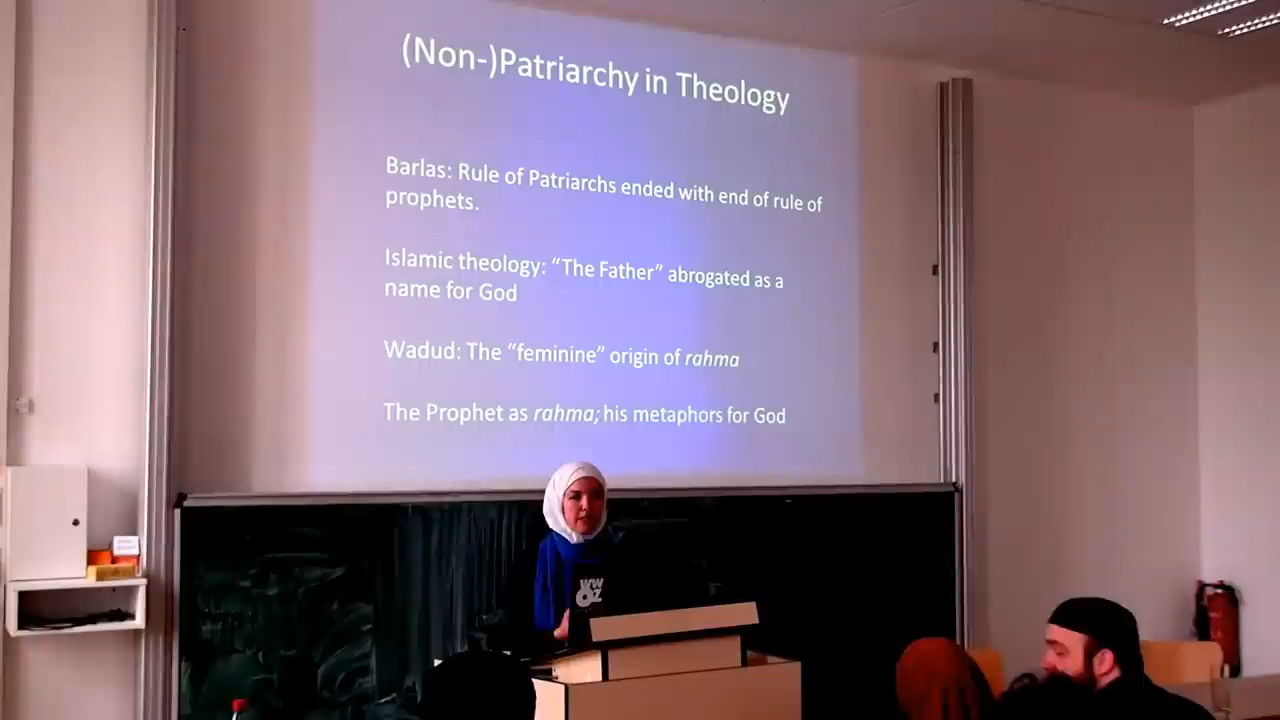 (Non-)Patriarchy in Theology
Barlas: Rule of Patriarchs ended with end of rule of
prophets.
Islamic theology: “The Father” abrogated as a
name for God
Wadud: The “feminine” origin of rahma
The Prophet as rahma; his metaphors for God